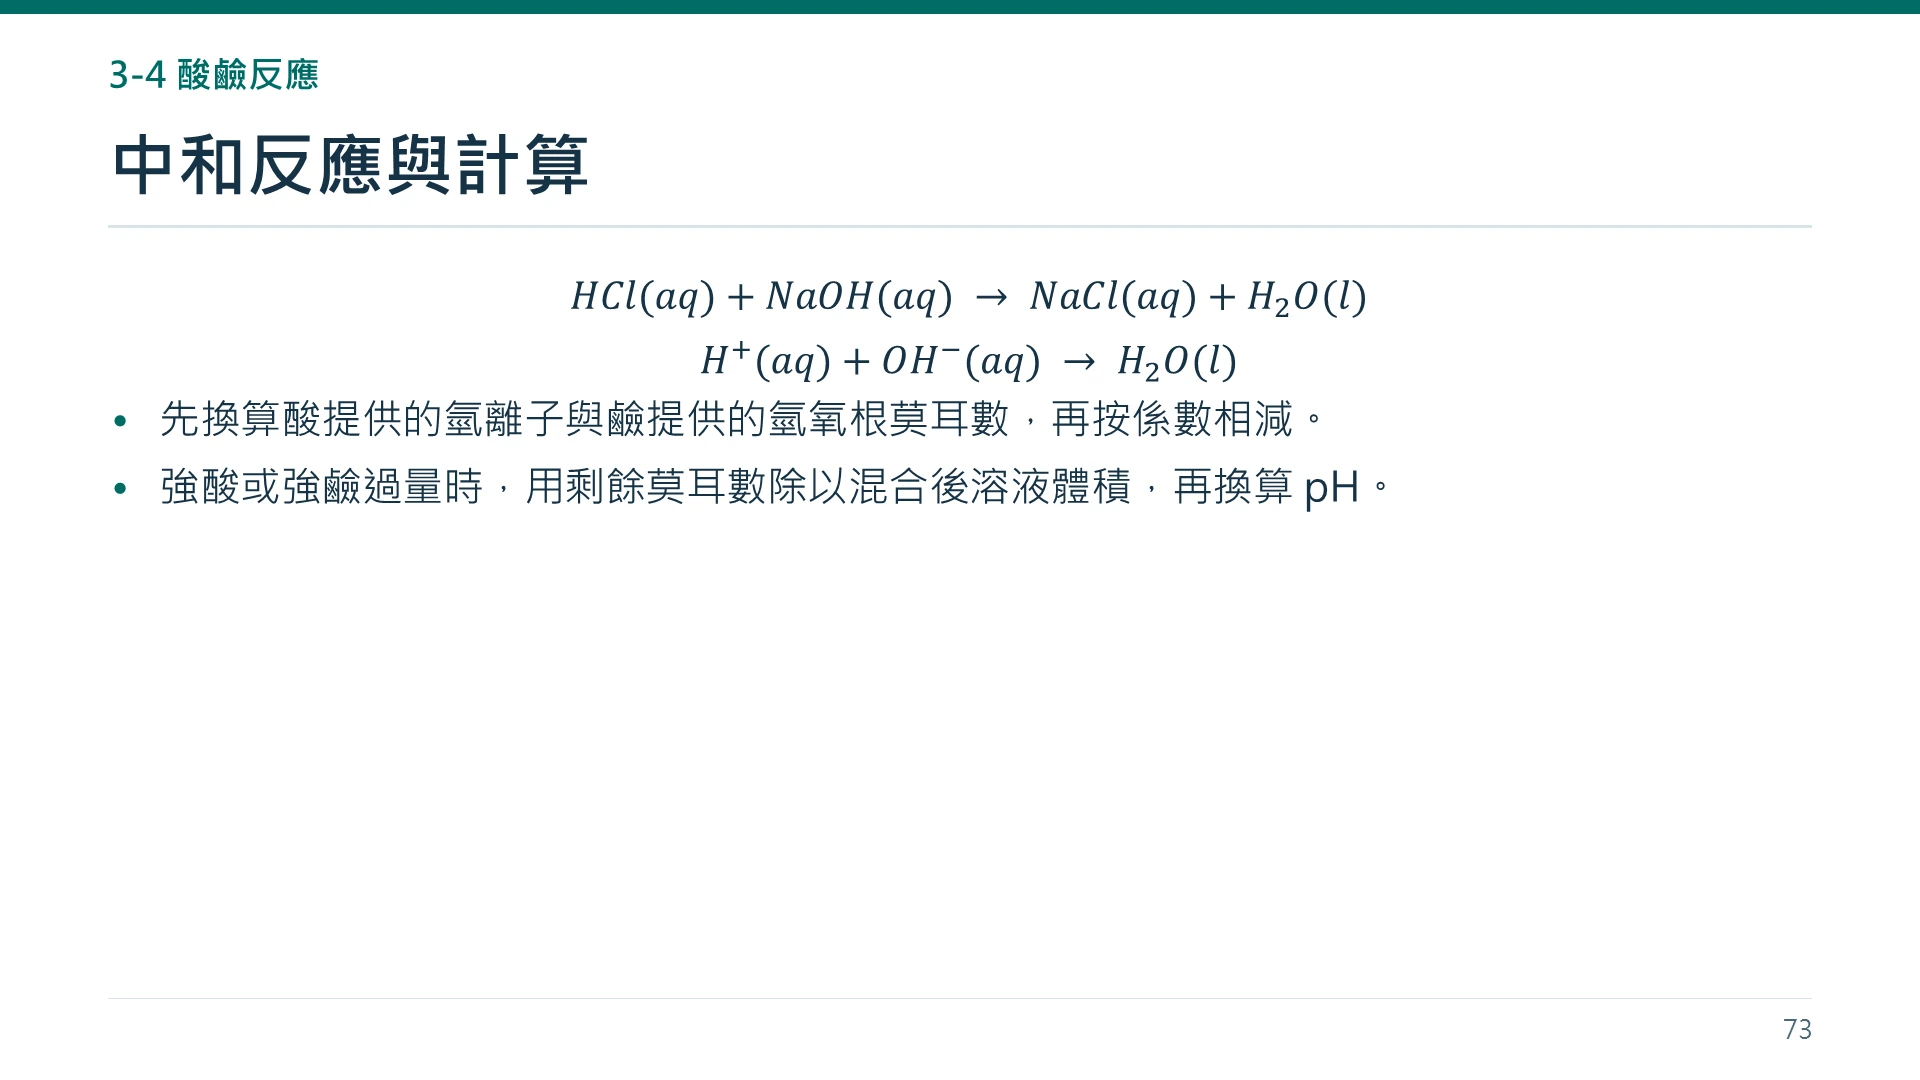 3-4 酸鹼反應
中和反應與計算
HCl(aq) + NaOH(aq) → NaCl(aq) + H₂O(l)
H⁺(aq) + OH⁻(aq) → H₂O(l)
• 先換算酸提供的氫離子與鹼提供的氫氧根莫耳數，再按係數相減。
• 強酸或強鹼過量時，用剩餘莫耳數除以混合後溶液體積，再換算 pH。
73